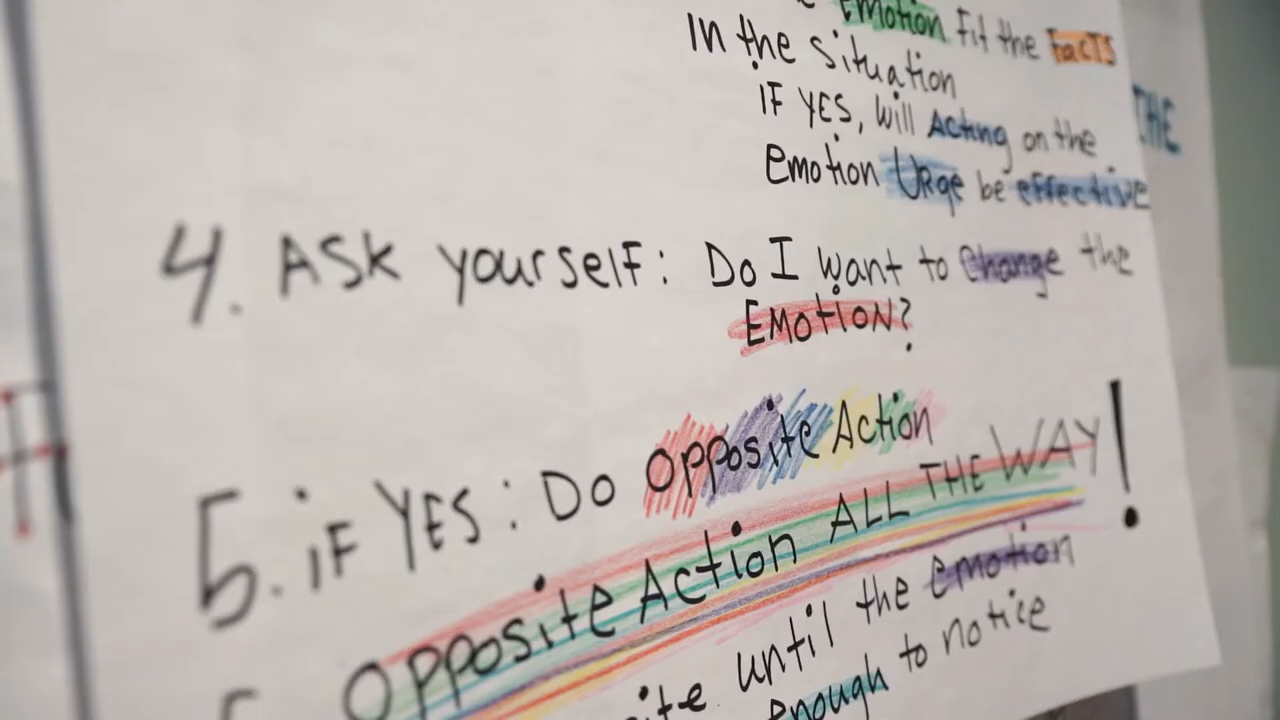 EMOTION Fit the FACTS
In the situation
IF YES, will Acting on the
THE
Emotion URge be effective
4. Ask yourself: Do I want to change the
EMOTION?
5. iF YES: DO Opposite Action
Opposite Action ALL THE WAY!
until the emotion
enough to notice